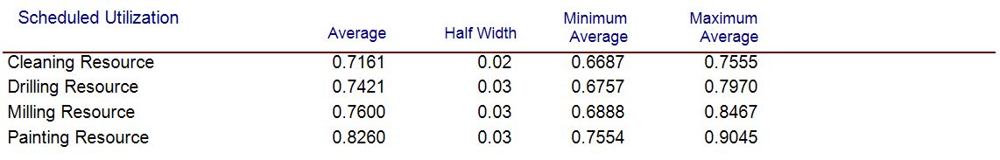 Scheduled Utilization
Average Half Width Minimum Average Maximum Average
Cleaning Resource 0.7161 0.02 0.6687 0.7555
Drilling Resource 0.7421 0.03 0.6757 0.7970
Milling Resource 0.7600 0.03 0.6888 0.8467
Painting Resource 0.8260 0.03 0.7554 0.9045